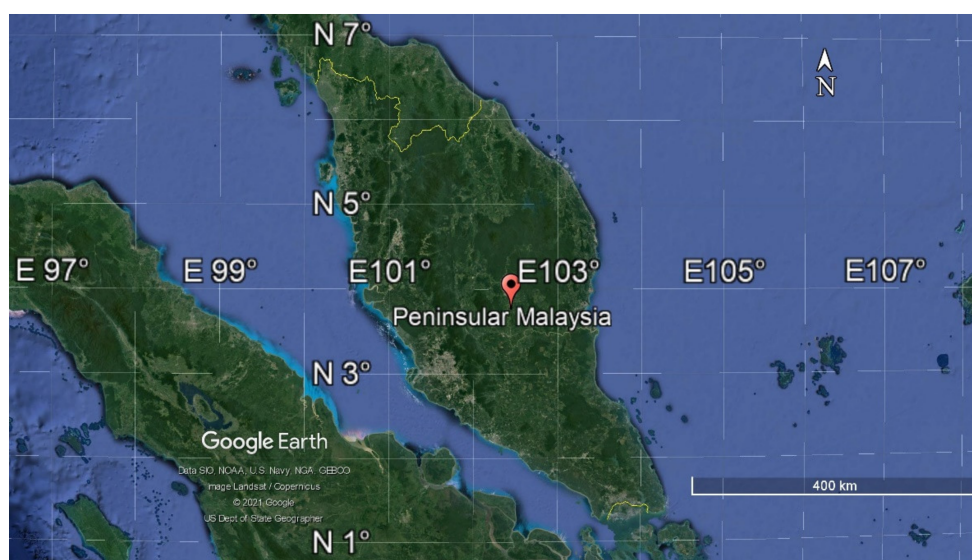 N 7°
N
N 5°
E 97°
E 99°
E101°
E103°
E105°
E107°
Peninsular Malaysia
N 3°
Google Earth
Data SIO, NOAA, U.S. Navy, NGA, GEBCO
Image Landsat / Copernicus
© 2021 Google
US Dept of State Geographer
400 km
N 1°